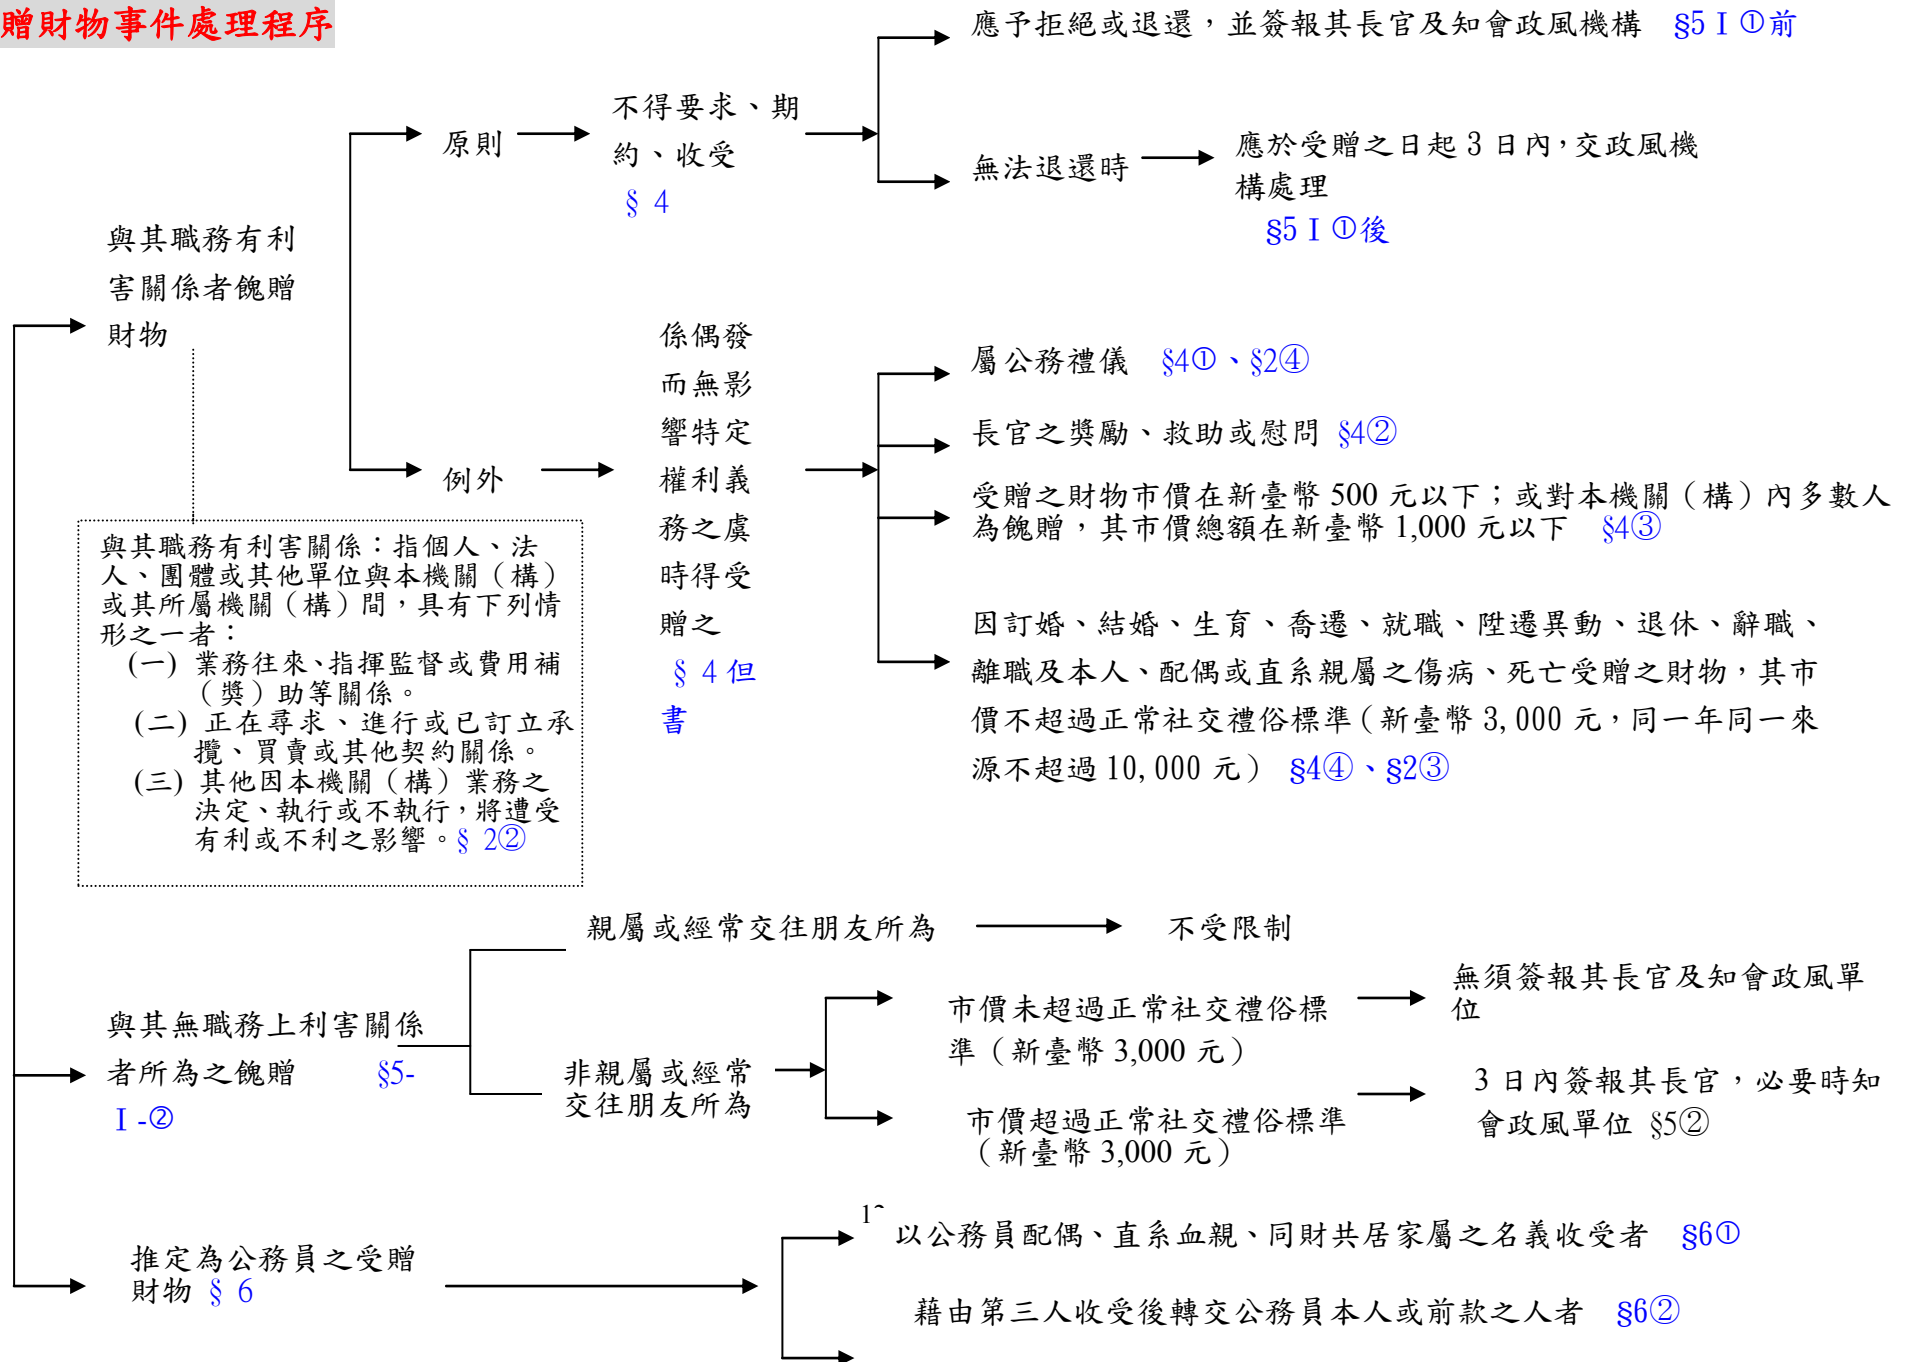 贈財物事件處理程序
應予拒絕或退還，並簽報其長官及知會政風機構 §5Ⅰ①前
原則
不得要求、期
約、收受
§ 4
無法退還時
應於受贈之日起 3 日內，交政風機
構處理
§5Ⅰ①後
與其職務有利
害關係者餽贈
財物
例外
係偶發
而無影
響特定
權利義
務之虞
時得受
贈之
§ 4 但
書
屬公務禮儀 §4①、§2④
長官之獎勵、救助或慰問 §4②
受贈之財物市價在新臺幣 500 元以下；或對本機關（構）內多數人
為餽贈，其市價總額在新臺幣 1,000 元以下 §4③
因訂婚、結婚、生育、喬遷、就職、陞遷異動、退休、辭職、
離職及本人、配偶或直系親屬之傷病、死亡受贈之財物，其市
價不超過正常社交禮俗標準（新臺幣 3,000 元，同一年同一來
源不超過 10,000 元） §4④、§2③
與其職務有利害關係：指個人、法
人、團體或其他單位與本機關（構）
或其所屬機關（構）間，具有下列情
形之一者：
(一) 業務往來、指揮監督或費用補
（獎）助等關係。
(二) 正在尋求、進行或已訂立承
攬、買賣或其他契約關係。
(三) 其他因本機關（構）業務之
決定、執行或不執行，將遭受
有利或不利之影響。§ 2②
與其無職務上利害關係
者所為之餽贈 §5-
Ⅰ-②
親屬或經常交往朋友所為
不受限制
非親屬或經常
交往朋友所為
市價未超過正常社交禮俗標
準（新臺幣 3,000 元）
無須簽報其長官及知會政風單
位
市價超過正常社交禮俗標準
（新臺幣 3,000 元）
3 日內簽報其長官，必要時知
會政風單位 §5②
推定為公務員之受贈
財物 § 6
以公務員配偶、直系血親、同財共居家屬之名義收受者 §6①
藉由第三人收受後轉交公務員本人或前款之人者 §6②